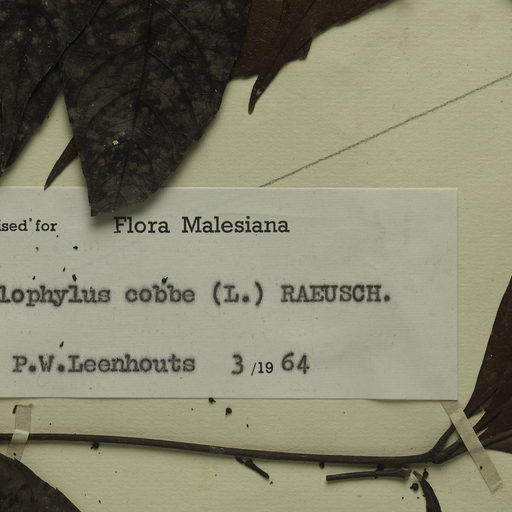 ised for Flora Malesiana
lophylus cobbe (L.) RAEUSCH.
P.W.Leenhouts 3/19 64